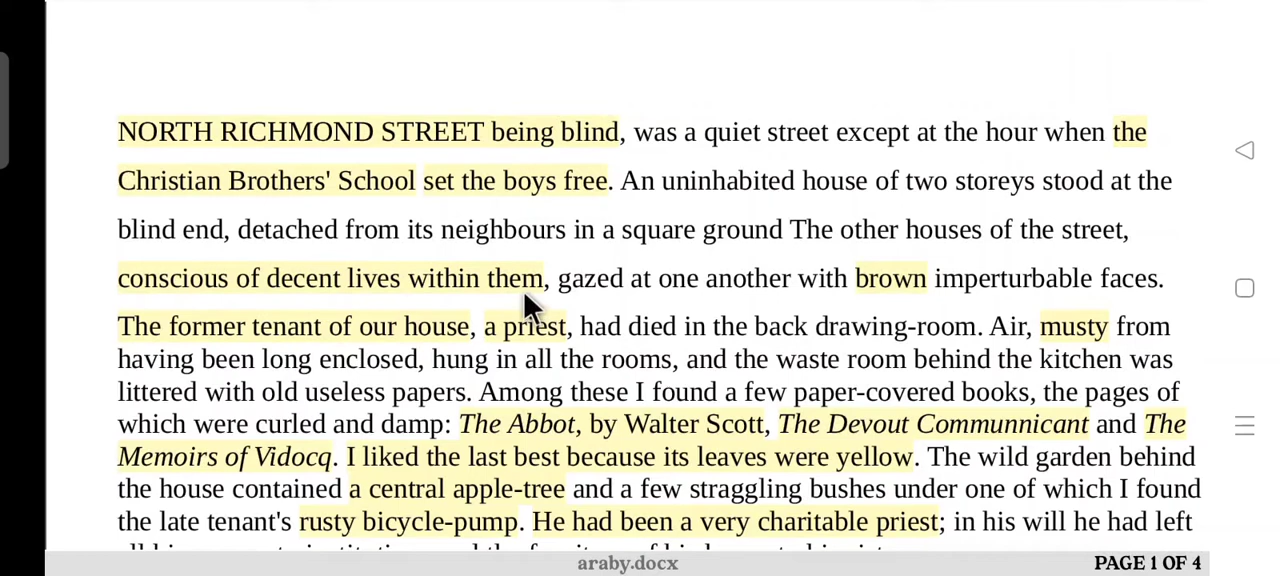 NORTH RICHMOND STREET being blind, was a quiet street except at the hour when the
Christian Brothers' School set the boys free. An uninhabited house of two storeys stood at the
blind end, detached from its neighbours in a square ground The other houses of the street,
conscious of decent lives within them, gazed at one another with brown imperturbable faces.
The former tenant of our house, a priest, had died in the back drawing-room. Air, musty from
having been long enclosed, hung in all the rooms, and the waste room behind the kitchen was
littered with old useless papers. Among these I found a few paper-covered books, the pages of
which were curled and damp: The Abbot, by Walter Scott, The Devout Communnicant and The
Memoirs of Vidocq. I liked the last best because its leaves were yellow. The wild garden behind
the house contained a central apple-tree and a few straggling bushes under one of which I found
the late tenant's rusty bicycle-pump. He had been a very charitable priest; in his will he had left
araby.docx
PAGE 1 OF 4